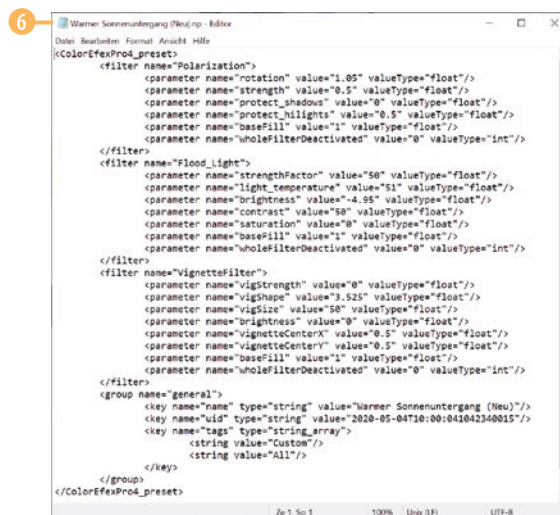 6
Warmer Sonnenuntergang (Neu).np - Editor
Datei Bearbeiten Format Ansicht Hilfe
<ColorEfexPro4_preset>
<filter name="Polarization">
<parameter name="rotation" value="1.05" valueType="float"/>
<parameter name="strength" value="0.5" valueType="float"/>
<parameter name="protect_shadows" value="0" valueType="float"/>
<parameter name="protect_hilights" value="0.5" valueType="float"/>
<parameter name="baseFill" value="1" valueType="float"/>
<parameter name="wholeFilterDeactivated" value="0" valueType="int"/>
</filter>
<filter name="Flood_Light">
<parameter name="strengthFactor" value="50" valueType="float"/>
<parameter name="light_temperature" value="51" valueType="float"/>
<parameter name="brightness" value="-4.95" valueType="float"/>
<parameter name="contrast" value="50" valueType="float"/>
<parameter name="saturation" value="0" valueType="float"/>
<parameter name="baseFill" value="1" valueType="float"/>
<parameter name="wholeFilterDeactivated" value="0" valueType="int"/>
</filter>
<filter name="VignetteFilter">
<parameter name="vigStrength" value="0" valueType="float"/>
<parameter name="vigShape" value="3.525" valueType="float"/>
<parameter name="vigSize" value="50" valueType="float"/>
<parameter name="brightness" value="0" valueType="float"/>
<parameter name="vignetteCenterX" value="0.5" valueType="float"/>
<parameter name="vignetteCenterY" value="0.5" valueType="float"/>
<parameter name="baseFill" value="1" valueType="float"/>
<parameter name="wholeFilterDeactivated" value="0" valueType="int"/>
</filter>
<group name="general">
<key name="name" type="string" value="Warmer Sonnenuntergang (Neu)"/>
<key name="uid" type="string" value="2020-05-04T10:00:041042340015">
<key name="tags" type="string_array">
<string value="Custom"/>
<string value="All"/>
</key>
</group>
</ColorEfexPro4_preset>
Ze 1, Sp 1 100% Unix (LF) UTF-8